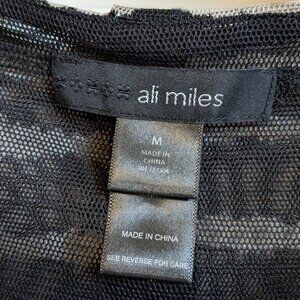 ali miles
M
MADE IN
CHINA
MADE IN CHINA
SEE REVERSE FOR CARE